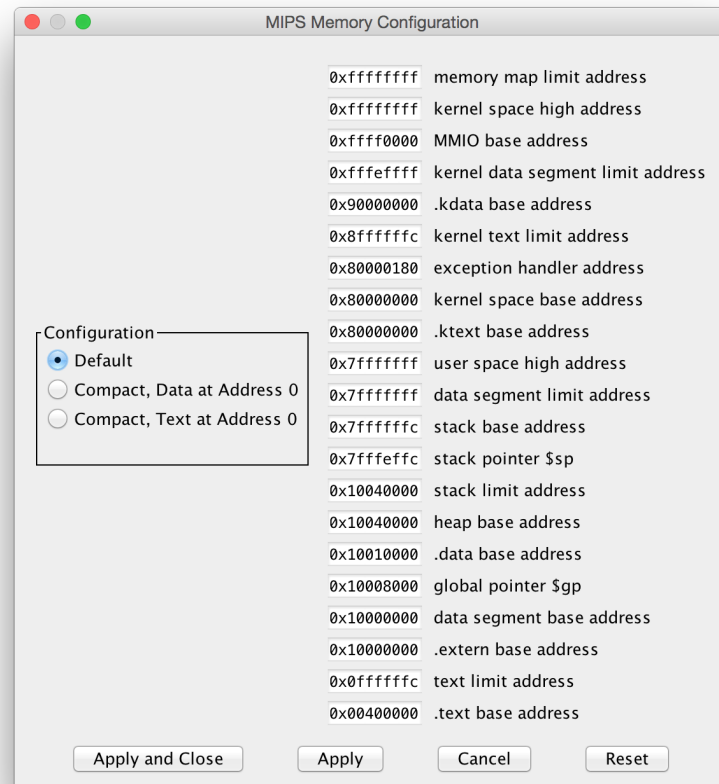 MIPS Memory Configuration
0xffffffff memory map limit address
0xffffffff kernel space high address
0xffff0000 MMIO base address
0xfffeffff kernel data segment limit address
0x90000000 .kdata base address
0x8ffffffc kernel text limit address
0x80000180 exception handler address
0x80000000 kernel space base address
0x80000000 .ktext base address
0x7fffffff user space high address
0x7fffffff data segment limit address
0x7ffffffc stack base address
0x7fffeffc stack pointer $sp
0x10040000 stack limit address
0x10040000 heap base address
0x10010000 .data base address
0x10008000 global pointer $gp
0x10000000 data segment base address
0x10000000 .extern base address
0x0ffffffc text limit address
0x00400000 .text base address
Configuration
Default
Compact, Data at Address 0
Compact, Text at Address 0
Apply and Close Apply Cancel Reset